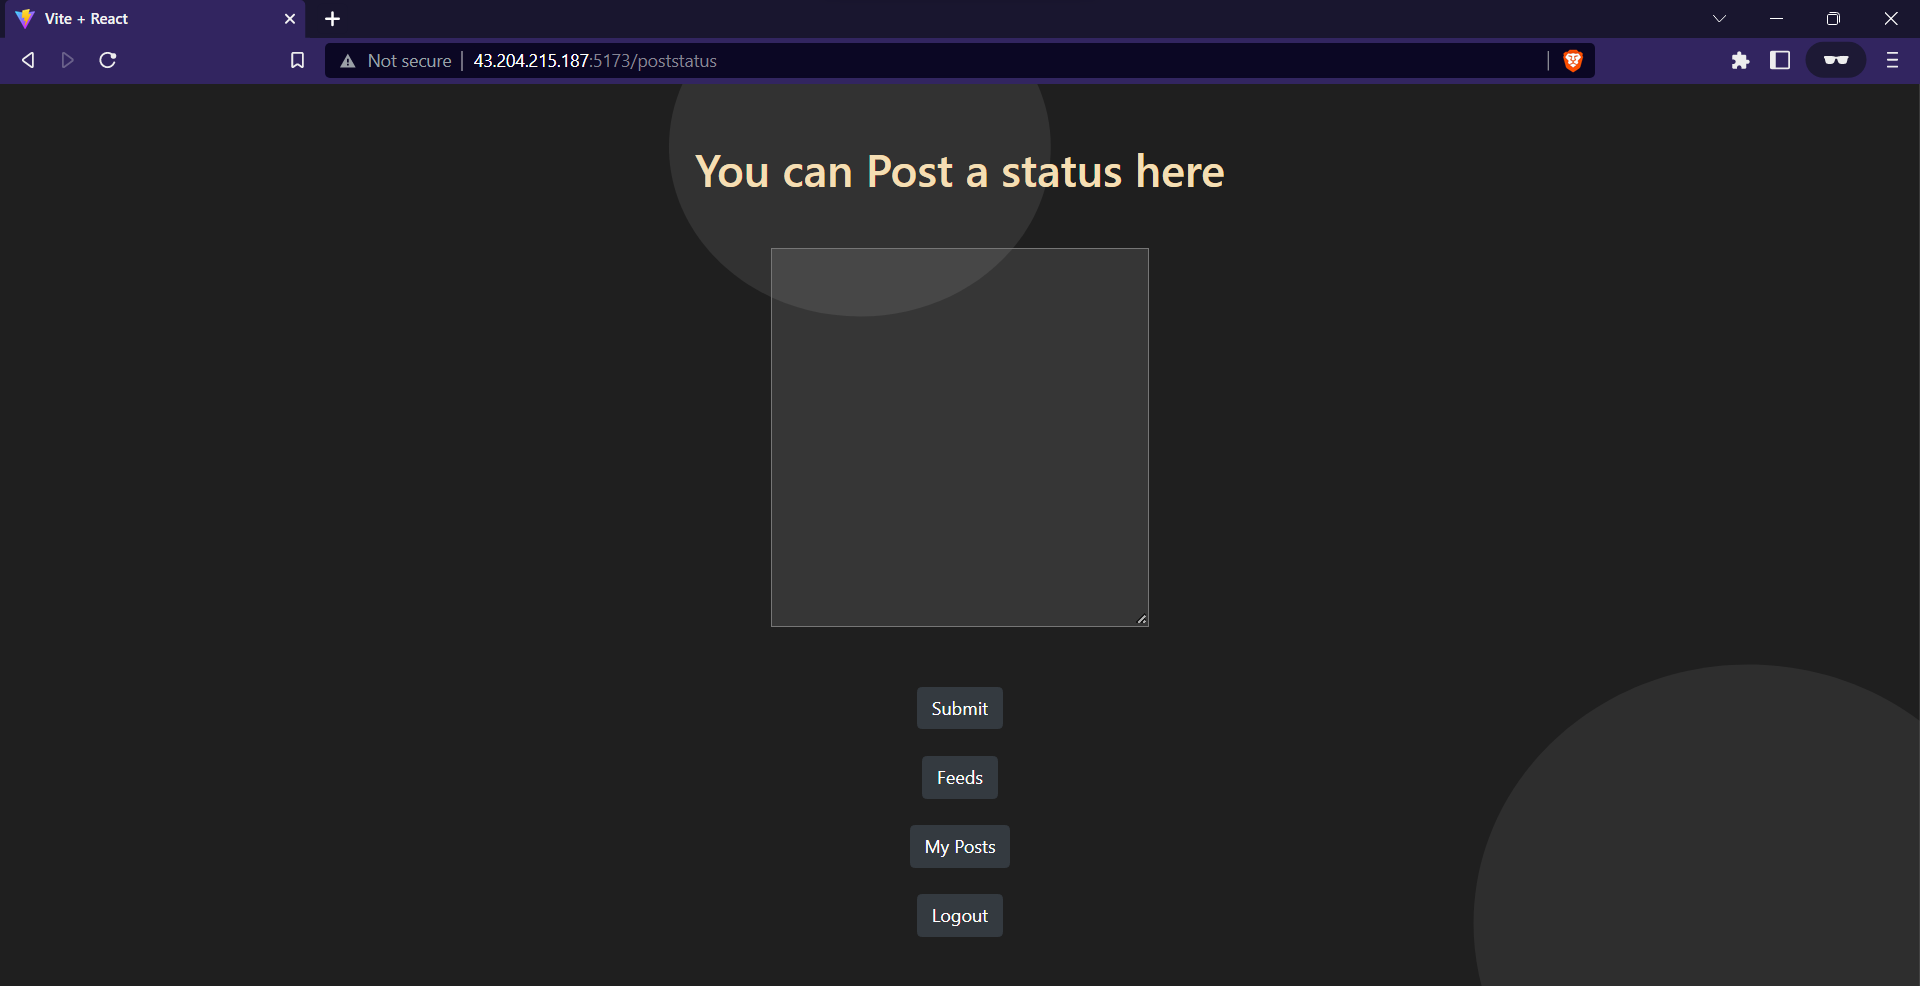 Vite + React
Not secure
43.204.215.187:5173/poststatus
You can Post a status here
Submit
Feeds
My Posts
Logout